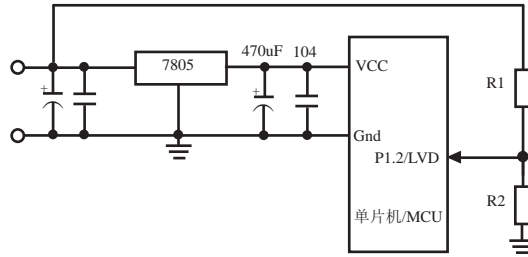 7805
470uF 104
VCC
R1
Gnd
P1.2/LVD
R2
单片机/MCU